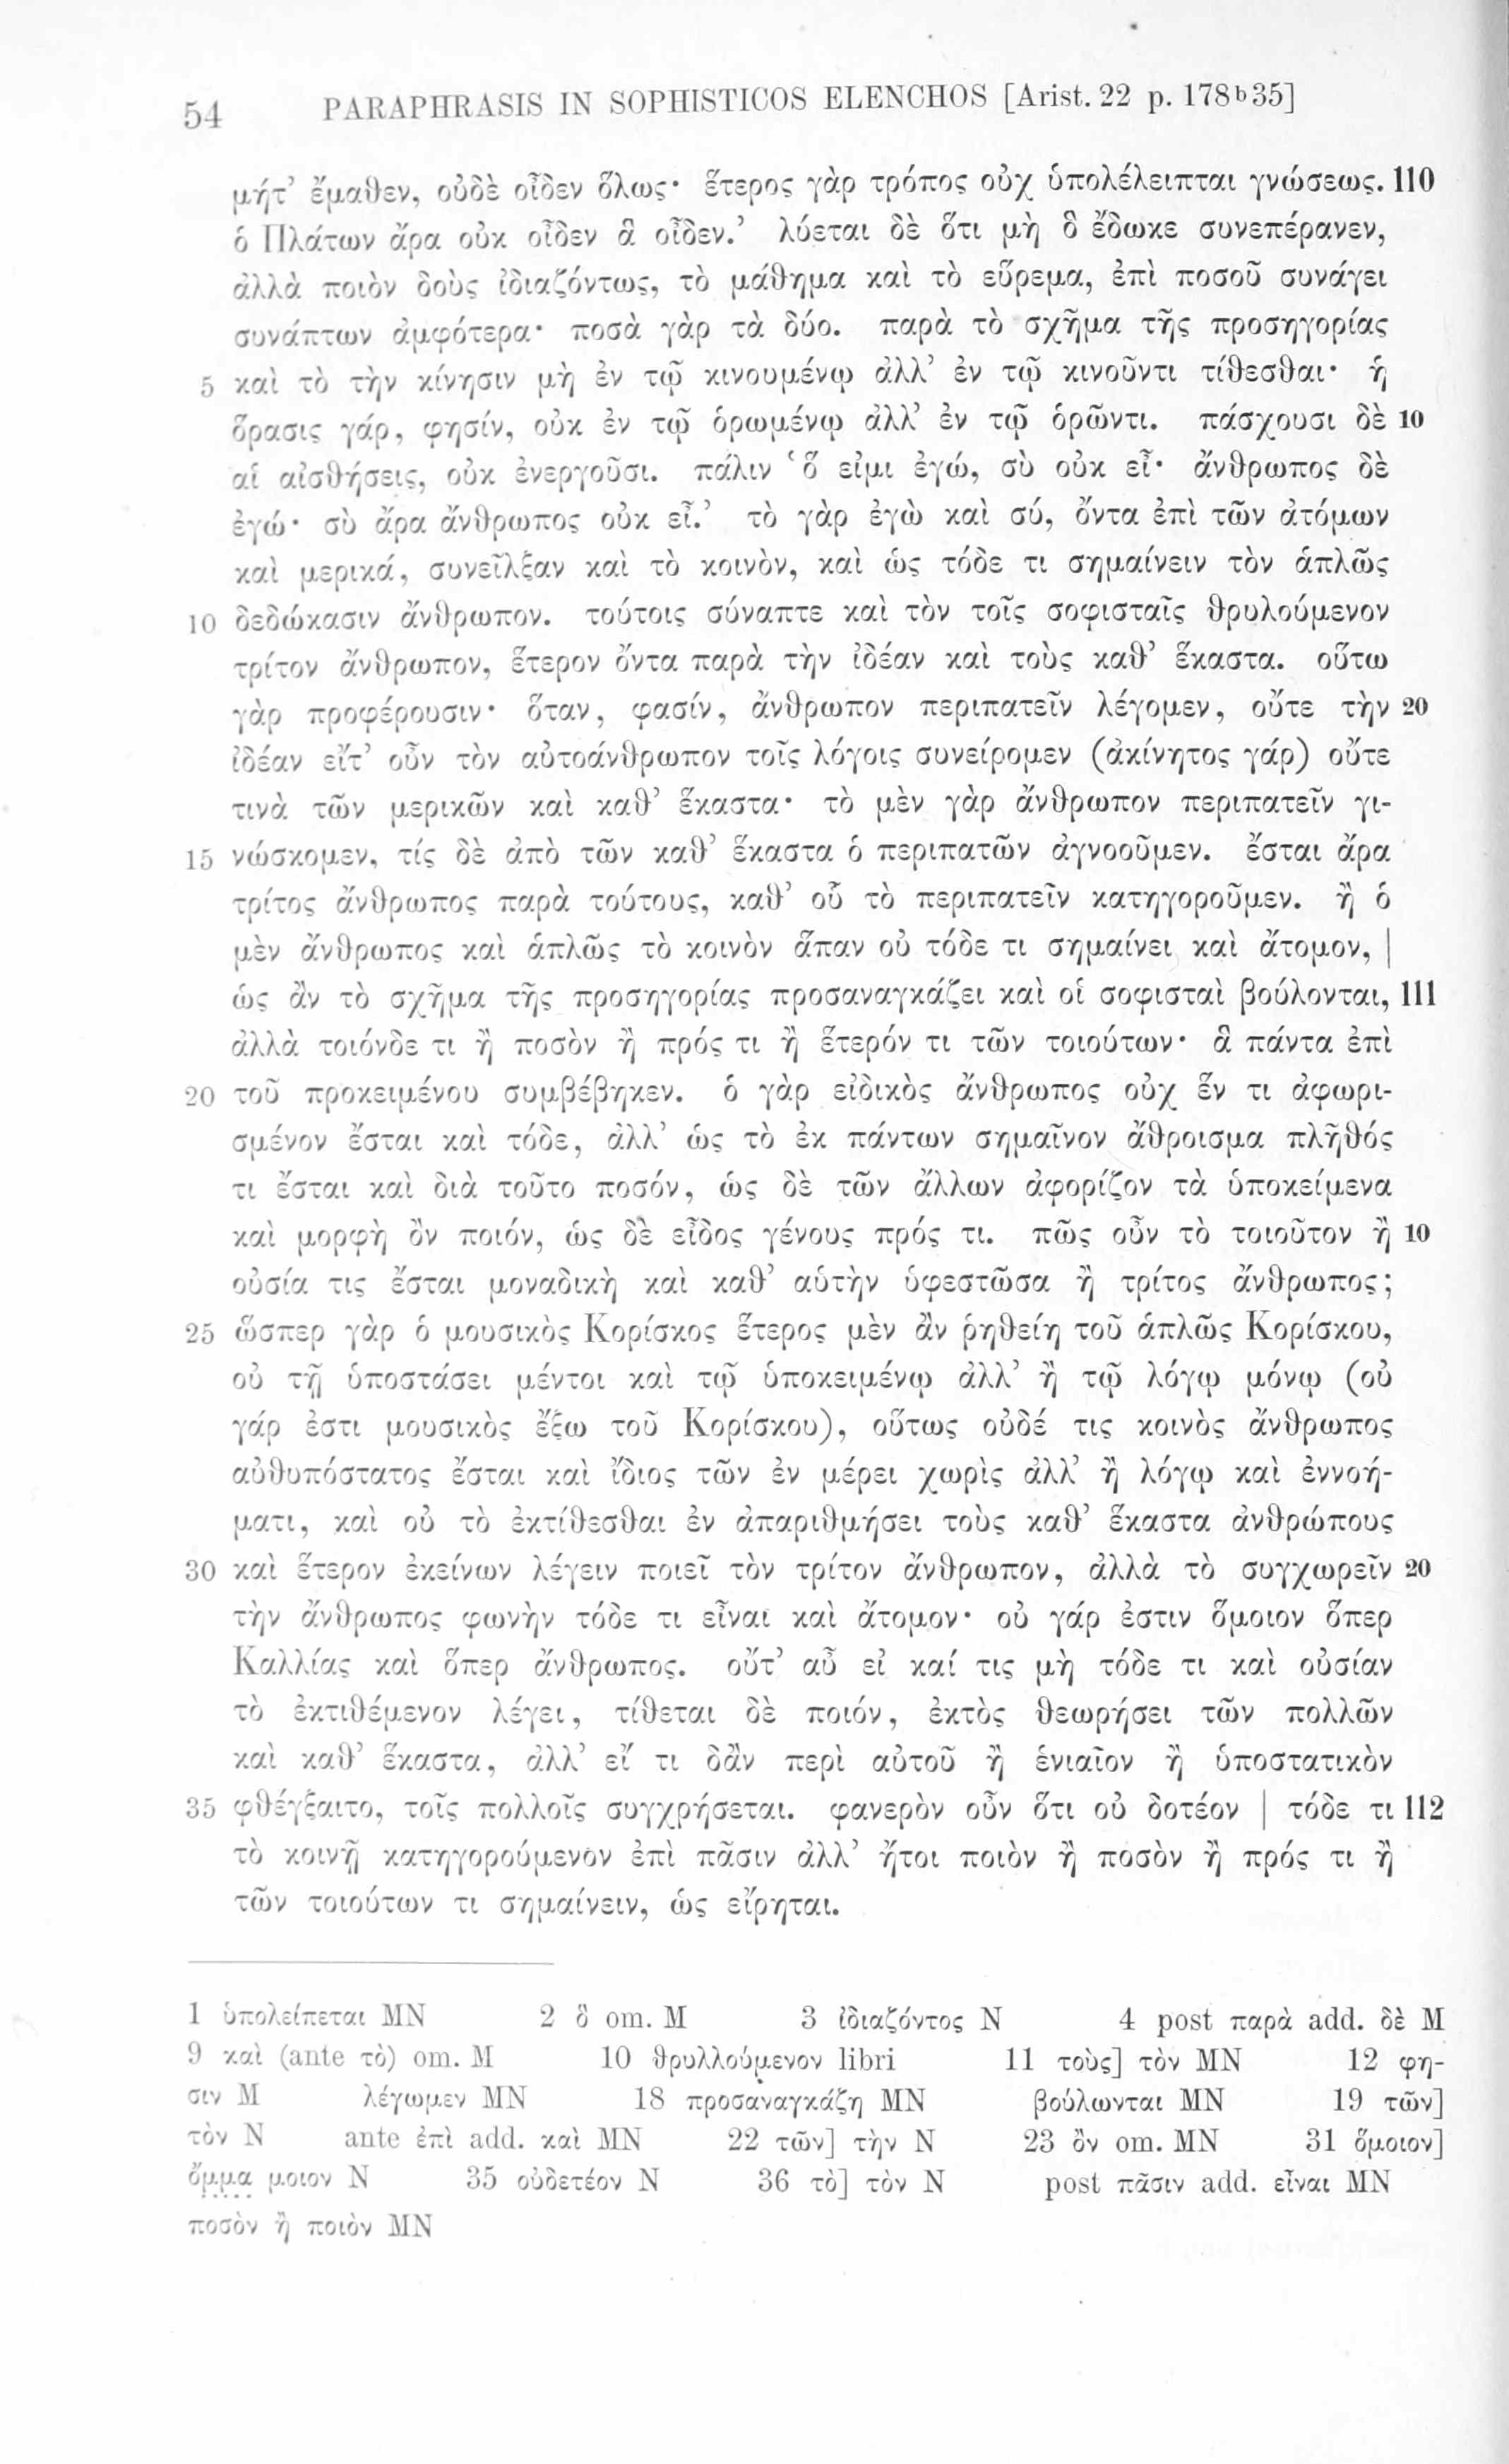 54 PARAPHRASIS IN SOPHISTICOS ELENCHOS [Arist. 22 p. 178b35]
μήτ’ ἔμαθεν, οὐδὲ οἶδεν ὅλως· ἕτερος γὰρ τρόπος οὐχ ὑπολέλειπται γνώσεως. 110
ὁ Πλάτων ἄρα οὐκ οἶδεν ἃ οἶδεν.’ λύεται δὲ ὅτι μὴ ὃ ἔδωκε συνεπέρανεν,
ἀλλὰ ποιὸν δοὺς ἰδιαζόντως, τὸ μάθημα καὶ τὸ εὕρεμα, ἐπὶ ποσοῦ συνάγει
συνάπτων ἀμφότερα· ποσὰ γὰρ τὰ δύο. παρὰ τὸ σχῆμα τῆς προσηγορίας
5 καὶ τὸ τὴν κίνησιν μὴ ἐν τῷ κινουμένῳ ἀλλ’ ἐν τῷ κινοῦντι τίθεσθαι· ἡ
ὅρασις γάρ, φησίν, οὐκ ἐν τῷ ὁρωμένῳ ἀλλ’ ἐν τῷ ὁρῶντι. πάσχουσι δὲ 10
αἱ αἰσθήσεις, οὐκ ἐνεργοῦσι. πάλιν ‘ὅ εἰμι ἐγώ, σὺ οὐκ εἶ· ἄνθρωπος δὲ
ἐγώ· σὺ ἄρα ἄνθρωπος οὐκ εἶ.’ τὸ γὰρ ἐγὼ καὶ σύ, ὄντα ἐπὶ τῶν ἀτόμων
καὶ μερικά, συνεῖλξαν καὶ τὸ κοινὸν, καὶ ὡς τόδε τι σημαίνειν τὸν ἁπλῶς
10 δεδώκασιν ἄνθρωπον. τούτοις σύναπτε καὶ τὸν τοῖς σοφισταῖς θρυλούμενον
τρίτον ἄνθρωπον, ἕτερον ὄντα παρὰ τὴν ἰδέαν καὶ τοὺς καθ’ ἕκαστα. οὕτω
γὰρ προφέρουσιν· ὅταν, φασίν, ἄνθρωπον περιπατεῖν λέγομεν, οὔτε τὴν 20
ἰδέαν εἴτ’ οὖν τὸν αὐτοάνθρωπον τοῖς λόγοις συνείρομεν (ἀκίνητος γάρ) οὔτε
τινὰ τῶν μερικῶν καὶ καθ’ ἕκαστα· τὸ μὲν γὰρ ἄνθρωπον περιπατεῖν γι-
15 νώσκομεν, τίς δὲ ἀπὸ τῶν καθ’ ἕκαστα ὁ περιπατῶν ἀγνοοῦμεν. ἔσται ἄρα
τρίτος ἄνθρωπος παρὰ τούτους, καθ’ οὗ τὸ περιπατεῖν κατηγοροῦμεν. ἢ ὁ
μὲν ἄνθρωπος καὶ ἁπλῶς τὸ κοινὸν ἅπαν οὐ τόδε τι σημαίνει καὶ ἄτομον, |
ὡς ἂν τὸ σχῆμα τῆς προσηγορίας προσαναγκάζει καὶ οἱ σοφισταὶ βούλονται, 111
ἀλλὰ τοιόνδε τι ἢ ποσὸν ἢ πρός τι ἢ ἕτερόν τι τῶν τοιούτων· ἃ πάντα ἐπὶ
20 τοῦ προκειμένου συμβέβηκεν. ὁ γὰρ εἰδικὸς ἄνθρωπος οὐχ ἕν τι ἀφωρι-
σμένον ἔσται καὶ τόδε, ἀλλ’ ὡς τὸ ἐκ πάντων σημαῖνον ἄθροισμα πλῆθός
τι ἔσται καὶ διὰ τοῦτο ποσόν, ὡς δὲ τῶν ἄλλων ἀφορίζον τὰ ὑποκείμενα
καὶ μορφὴ ὂν ποιόν, ὡς δὲ εἶδος γένους πρός τι. πῶς οὖν τὸ τοιοῦτον ἢ 10
οὐσία τις ἔσται μοναδικὴ καὶ καθ’ αὑτὴν ὑφεστῶσα ἢ τρίτος ἄνθρωπος;
25 ὥσπερ γὰρ ὁ μουσικὸς Κορίσκος ἕτερος μὲν ἂν ῥηθείη τοῦ ἁπλῶς Κορίσκου,
οὐ τῇ ὑποστάσει μέντοι καὶ τῷ ὑποκειμένῳ ἀλλ’ ἢ τῷ λόγῳ μόνῳ (οὐ
γάρ ἐστι μουσικὸς ἔξω τοῦ Κορίσκου), οὕτως οὐδέ τις κοινὸς ἄνθρωπος
αὐθυπόστατος ἔσται καὶ ἴδιος τῶν ἐν μέρει χωρὶς ἀλλ’ ἢ λόγῳ καὶ ἐννοή-
ματι, καὶ οὐ τὸ ἐκτίθεσθαι ἐν ἀπαριθμήσει τοὺς καθ’ ἕκαστα ἀνθρώπους
30 καὶ ἕτερον ἐκείνων λέγειν ποιεῖ τὸν τρίτον ἄνθρωπον, ἀλλὰ τὸ συγχωρεῖν 20
τὴν ἄνθρωπος φωνὴν τόδε τι εἶναι καὶ ἄτομον· οὐ γάρ ἐστιν ὅμοιον ὅπερ
Καλλίας καὶ ὅπερ ἄνθρωπος. οὔτ’ αὖ εἰ καί τις μὴ τόδε τι καὶ οὐσίαν
τὸ ἐκτιθέμενον λέγει, τίθεται δὲ ποιόν, ἐκτὸς θεωρήσει τῶν πολλῶν
καὶ καθ’ ἕκαστα, ἀλλ’ εἴ τι δἂν περὶ αὐτοῦ ἢ ἑνιαῖον ἢ ὑποστατικὸν
35 φθέγξαιτο, τοῖς πολλοῖς συγχρήσεται. φανερὸν οὖν ὅτι οὐ δοτέον | τόδε τι 112
τὸ κοινῇ κατηγορούμενον ἐπὶ πᾶσιν ἀλλ’ ἤτοι ποιὸν ἢ ποσὸν ἢ πρός τι ἢ
τῶν τοιούτων τι σημαίνειν, ὡς εἴρηται.
1 ὑπολείπεται MN 2 ὃ om. M 3 ἰδιαζόντος N 4 post παρὰ add. δὲ M
9 καὶ (ante τὸ) om. M 10 θρυλλούμενον libri 11 τοὺς] τὸν MN 12 φη-
σιν M λέγωμεν MN 18 προσαναγκάζη MN βούλωνται MN 19 τῶν]
τὸν N ante ἐπὶ add. καὶ MN 22 τῶν] τὴν N 23 ὂν om. MN 31 ὅμοιον]
ὄμμα μοιον N 35 οὐδετέον N 36 τὸ] τὸν N post πᾶσιν add. εἶναι MN
ποσὸν ἢ ποιὸν MN